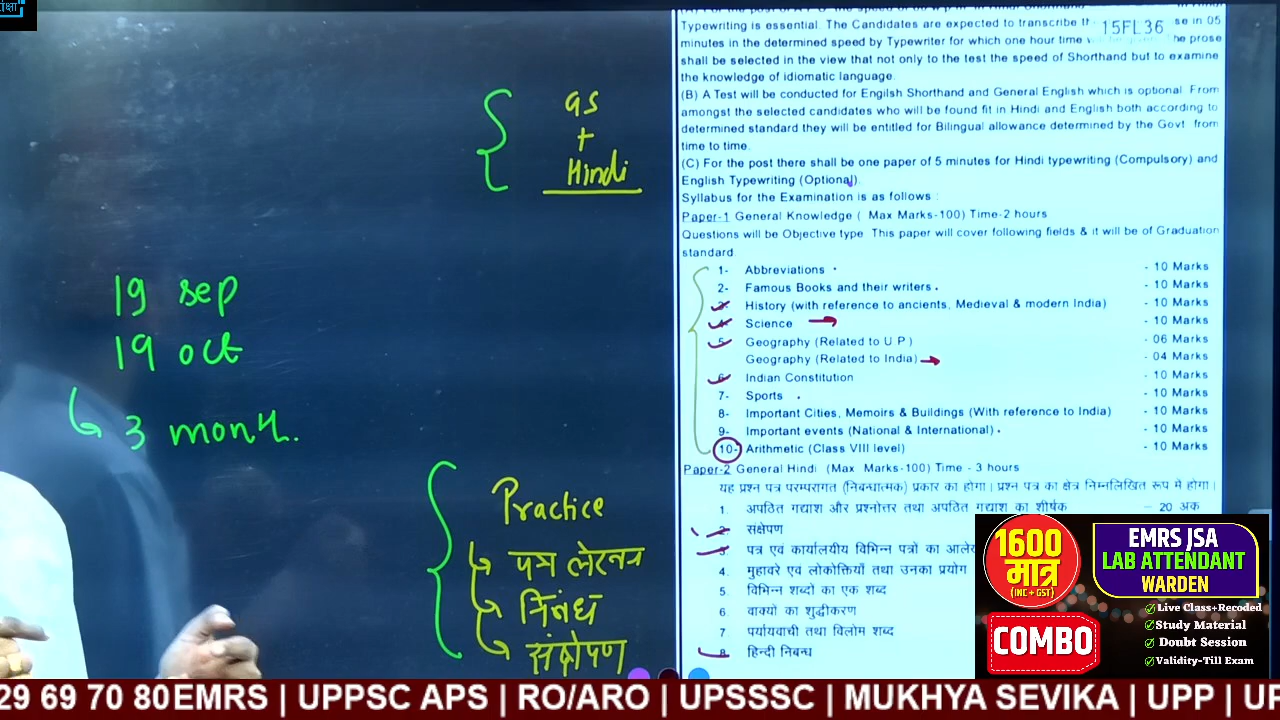 Typewriting is essential. The Candidates are expected to transcribe se in 05
15FL36
minutes in the determined speed by Typewriter for which one hour time he prose
shall be selected in the view that not only to the test the speed of Shorthand but to examine
the knowledge of idiomatic language.
(B) A Test will be conducted for Engilsh Shorthand and General English which is optional. From
amongst the selected candidates who will be found fit in Hindi and English both according to
determined standard they will be entitled for Bilingual allowance determined by the Govt from
time to time.
(C) For the post there shall be one paper of 5 minutes for Hindi typewriting (Compulsory) and
English Typewriting (Optional).
Syllabus for the Examination is as follows :
Paper-1 General Knowledge ( Max Marks-100) Time-2 hours
Questions will be Objective type This paper will cover following fields & it will be of Graduation
standard
1- Abbreviations - 10 Marks
2- Famous Books and their writers - 10 Marks
3- History (with reference to ancients, Medieval & modern India) - 10 Marks
4- Science - 10 Marks
5- Geography (Related to U P ) - 06 Marks
Geography (Related to India) - 04 Marks
6- Indian Constitution - 10 Marks
7- Sports - 10 Marks
8- Important Cities, Memoirs & Buildings (With reference to India) - 10 Marks
9- Important events (National & International) - 10 Marks
10- Arithmetic (Class VIII level) - 10 Marks
Paper-2 General Hindi (Max Marks-100) Time - 3 hours
यह प्रश्न पत्र परम्परागत (निबन्धात्मक) प्रकार का होगा। प्रश्न पत्र का क्षेत्र निम्नलिखित रूप में होगा।
1. अपठित गद्यांश और प्रश्नोत्तर तथा अपठित गद्यांश का शीर्षक – 20 अंक
2. संक्षेपण
3. पत्र एवं कार्यालयीय विभिन्न पत्रों का आले
4. मुहावरे एवं लोकोक्तियाँ तथा उनका प्रयोग
5. विभिन्न शब्दों का एक शब्द
6. वाक्यों का शुद्धीकरण
7. पर्यायवाची तथा विलोम शब्द
8. हिन्दी निबन्ध
GS
+
Hindi
19 sep
19 oct
3 month.
Practice
पत्र लेखन
निबंध
संक्षेपण
1600
मात्र
(INC + GST)
COMBO
EMRS JSA
LAB ATTENDANT
WARDEN
Live Class+Recoded
Study Material
Doubt Session
Validity-Till Exam
29 69 70 80 EMRS | UPPSC APS | RO/ARO | UPSSSC | MUKHYA SEVIKA | UPP | UP